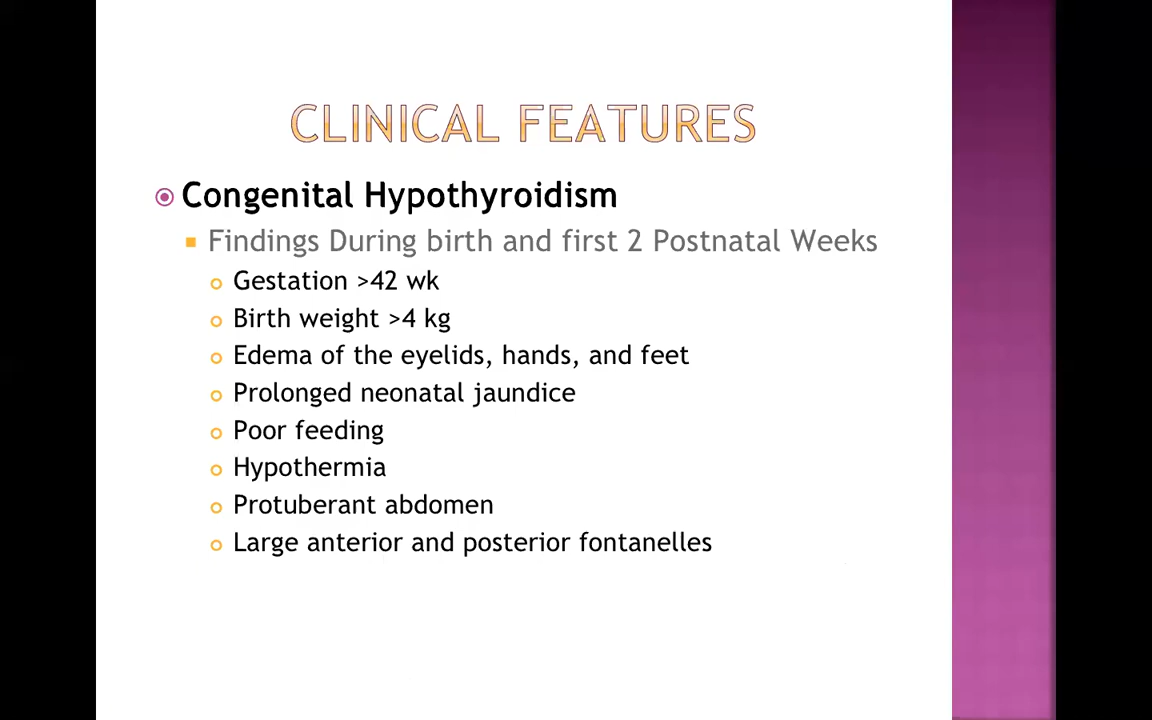 CLINICAL FEATURES
Congenital Hypothyroidism
Findings During birth and first 2 Postnatal Weeks
Gestation >42 wk
Birth weight >4 kg
Edema of the eyelids, hands, and feet
Prolonged neonatal jaundice
Poor feeding
Hypothermia
Protuberant abdomen
Large anterior and posterior fontanelles